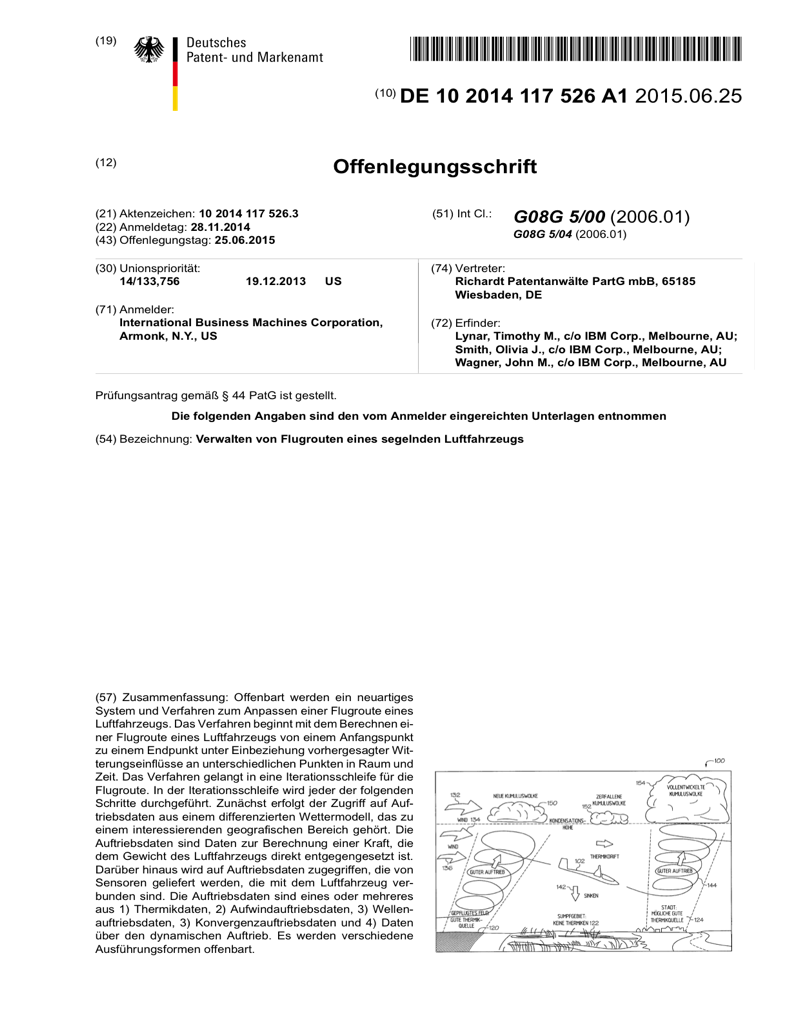 (19)
Deutsches
Patent- und Markenamt
(10) DE 10 2014 117 526 A1 2015.06.25
(12)
Offenlegungsschrift
(21) Aktenzeichen: 10 2014 117 526.3
(22) Anmeldetag: 28.11.2014
(43) Offenlegungstag: 25.06.2015
(51) Int Cl.: G08G 5/00 (2006.01)
G08G 5/04 (2006.01)
(30) Unionspriorität:
14/133,756 19.12.2013 US
(71) Anmelder:
International Business Machines Corporation,
Armonk, N.Y., US
(74) Vertreter:
Richardt Patentanwälte PartG mbB, 65185
Wiesbaden, DE
(72) Erfinder:
Lynar, Timothy M., c/o IBM Corp., Melbourne, AU;
Smith, Olivia J., c/o IBM Corp., Melbourne, AU;
Wagner, John M., c/o IBM Corp., Melbourne, AU
Prüfungsantrag gemäß § 44 PatG ist gestellt.
Die folgenden Angaben sind den vom Anmelder eingereichten Unterlagen entnommen
(54) Bezeichnung: Verwalten von Flugrouten eines segelnden Luftfahrzeugs
(57) Zusammenfassung: Offenbart werden ein neuartiges
System und Verfahren zum Anpassen einer Flugroute eines
Luftfahrzeugs. Das Verfahren beginnt mit dem Berechnen ei-
ner Flugroute eines Luftfahrzeugs von einem Anfangspunkt
zu einem Endpunkt unter Einbeziehung vorhergesagter Wit-
terungseinflüsse an unterschiedlichen Punkten in Raum und
Zeit. Das Verfahren gelangt in eine Iterationsschleife für die
Flugroute. In der Iterationsschleife wird jeder der folgenden
Schritte durchgeführt. Zunächst erfolgt der Zugriff auf Auf-
triebsdaten aus einem differenzierten Wettermodell, das zu
einem interessierenden geografischen Bereich gehört. Die
Auftriebsdaten sind Daten zur Berechnung einer Kraft, die
dem Gewicht des Luftfahrzeugs direkt entgegengesetzt ist.
Darüber hinaus wird auf Auftriebsdaten zugegriffen, die von
Sensoren geliefert werden, die mit dem Luftfahrzeug ver-
bunden sind. Die Auftriebsdaten sind eines oder mehreres
aus 1) Thermikdaten, 2) Aufwindauftriebsdaten, 3) Wellen-
auftriebsdaten, 3) Konvergenzauftriebsdaten und 4) Daten
über den dynamischen Auftrieb. Es werden verschiedene
Ausführungsformen offenbart.
100
132
NEUE KUMULUSWOLKE
150
ZERFALLENE
KUMULUSWOLKE
152
154
VOLLENTWICKELTE
KUMULUSWOLKE
WIND 134
KONDENSATIONS-
HÖHE
WIND
136
THERMIKDRIFT
102
GUTER AUFTRIEB
GUTER AUFTRIEB
142
SINKEN
144
GEPFLÜGTES FELD
GUTE THERMIK-
QUELLE
120
SUMPFGEBIET:
KEINE THERMIKEN 122
STADT:
MÖGLICHE GUTE
THERMIKQUELLE
124